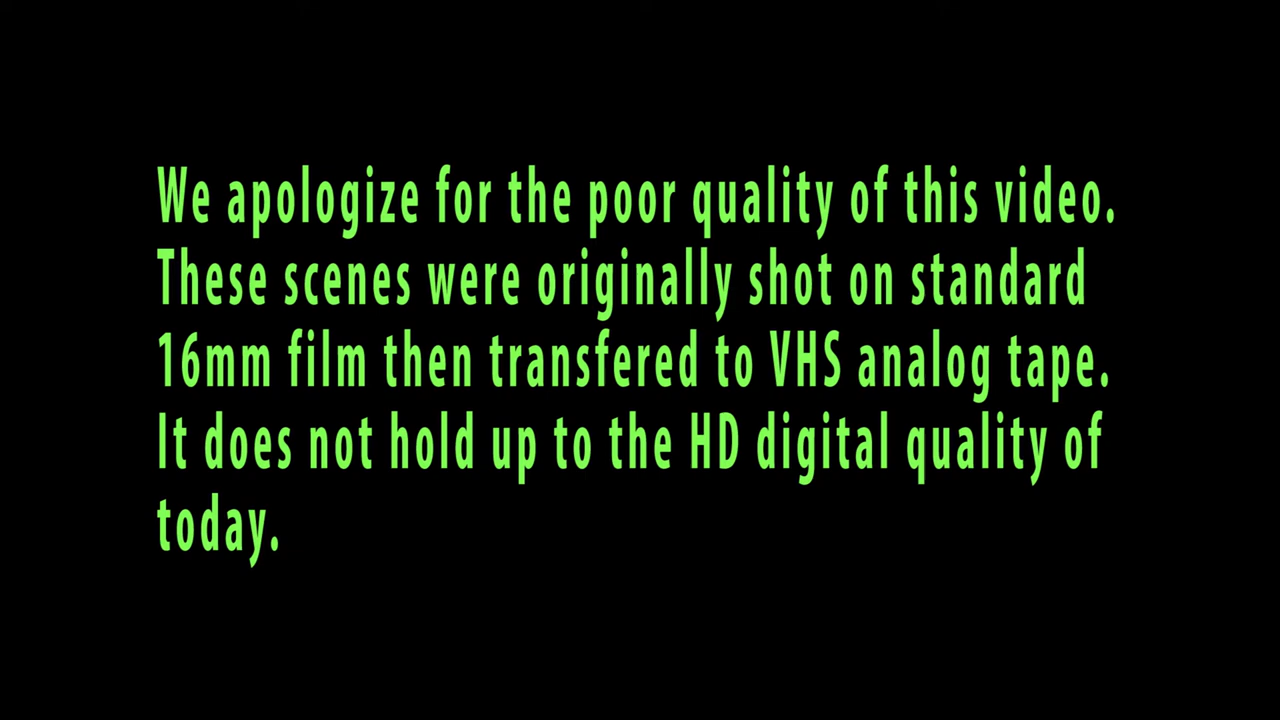 We apologize for the poor quality of this video.
These scenes were originally shot on standard
16mm film then transfered to VHS analog tape.
It does not hold up to the HD digital quality of
today.